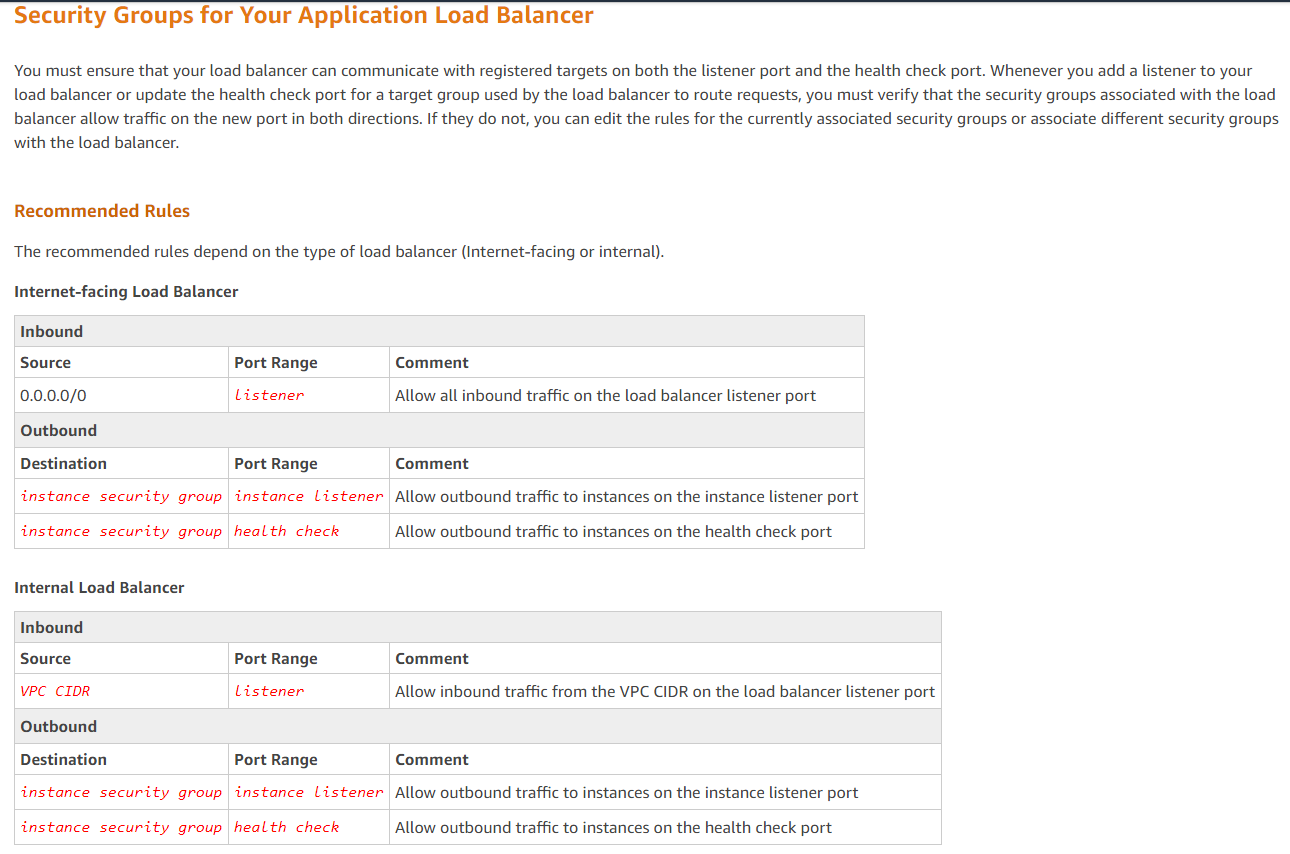 Security Groups for Your Application Load Balancer
You must ensure that your load balancer can communicate with registered targets on both the listener port and the health check port. Whenever you add a listener to your
load balancer or update the health check port for a target group used by the load balancer to route requests, you must verify that the security groups associated with the load
balancer allow traffic on the new port in both directions. If they do not, you can edit the rules for the currently associated security groups or associate different security groups
with the load balancer.
Recommended Rules
The recommended rules depend on the type of load balancer (Internet-facing or internal).
Internet-facing Load Balancer
Inbound
Source Port Range Comment
0.0.0.0/0 listener Allow all inbound traffic on the load balancer listener port
Outbound
Destination Port Range Comment
instance security group instance listener Allow outbound traffic to instances on the instance listener port
instance security group health check Allow outbound traffic to instances on the health check port
Internal Load Balancer
Inbound
Source Port Range Comment
VPC CIDR listener Allow inbound traffic from the VPC CIDR on the load balancer listener port
Outbound
Destination Port Range Comment
instance security group instance listener Allow outbound traffic to instances on the instance listener port
instance security group health check Allow outbound traffic to instances on the health check port